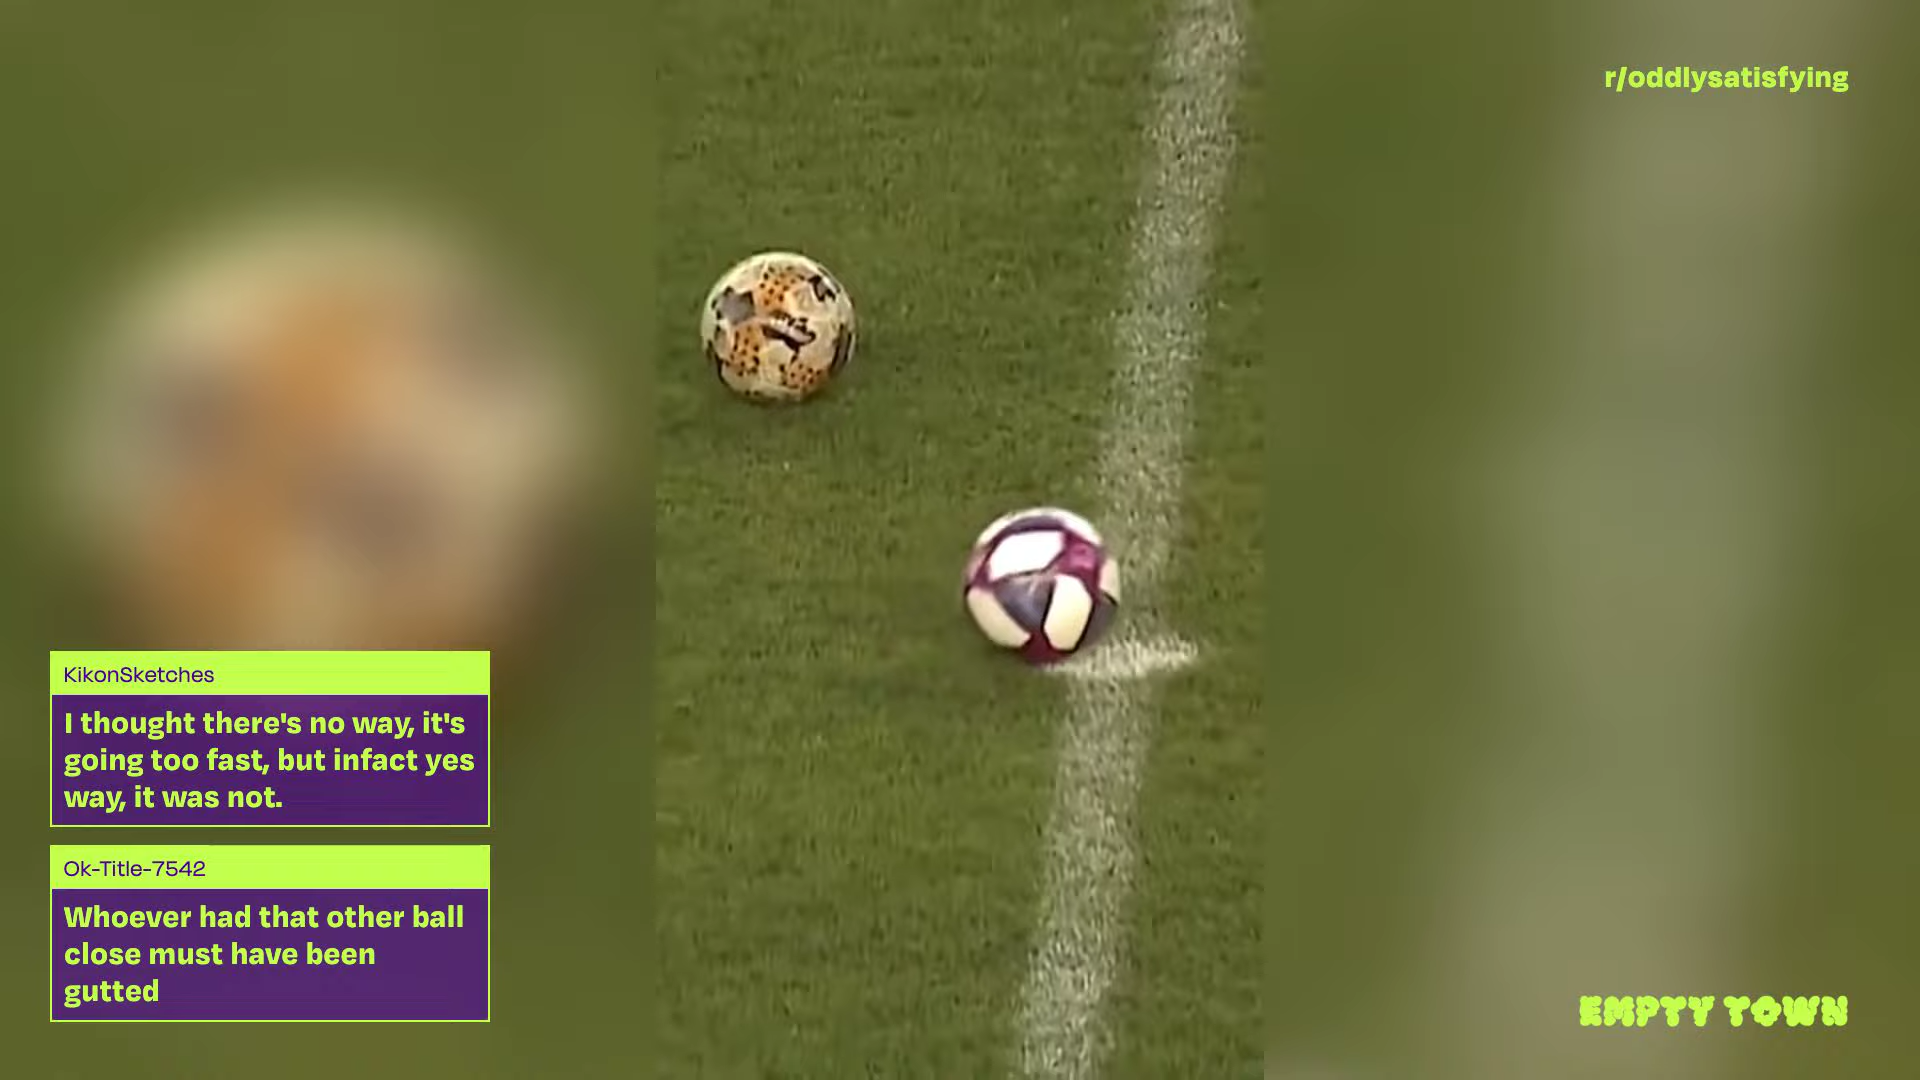 r/oddlysatisfying
KikonSketches
I thought there's no way, it's
going too fast, but infact yes
way, it was not.
Ok-Title-7542
Whoever had that other ball
close must have been
gutted
EMPTY TOWN